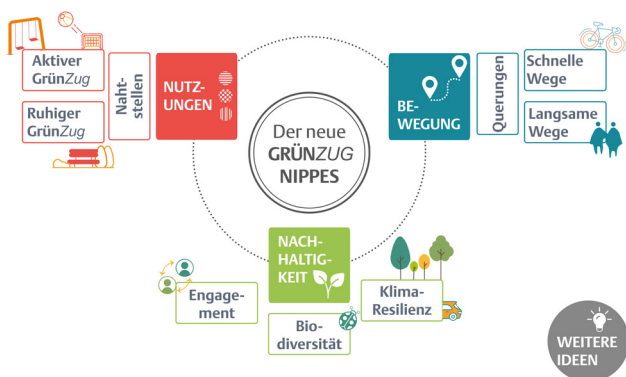 Aktiver
GrünZug
Ruhiger
GrünZug
Naht-
stellen
NUTZ-
UNGEN
Der neue
GRÜNZUG
NIPPES
BE-
WEGUNG
Querungen
Schnelle
Wege
Langsame
Wege
NACH-
HALTIG-
KEIT
Engage-
ment
Bio-
diversität
Klima-
Resilienz
WEITERE
IDEEN